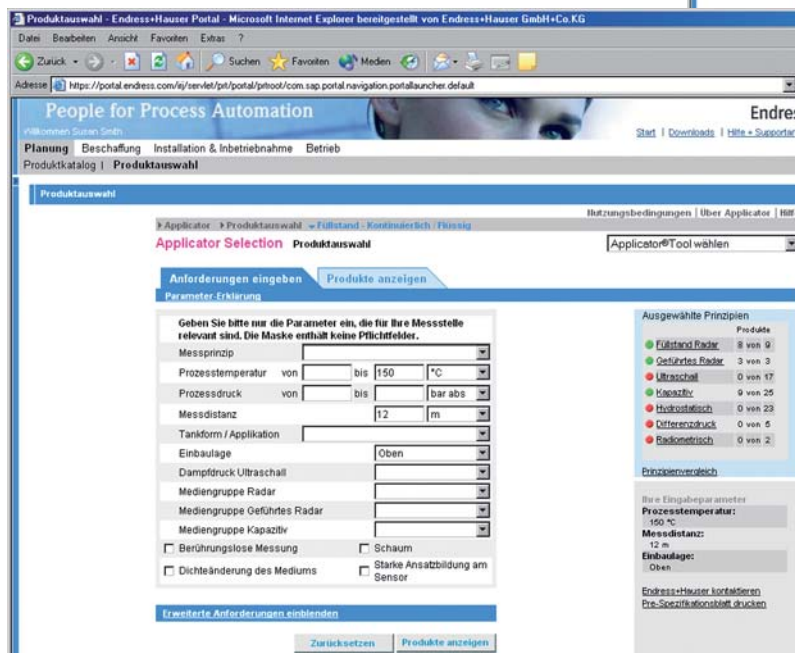 Produktauswahl - Endress+Hauser Portal - Microsoft Internet Explorer bereitgestellt von Endress+Hauser GmbH+Co.KG
Datei Bearbeiten Ansicht Favoriten Extras ?
Zurück Suchen Favoriten Medien
Adresse https://portal.endress.com/irj/servlet/prt/portal/prtroot/com.sap.portal.navigation.portallauncher.default
People for Process Automation
Endres
Willkommen Susan Smith
Start | Downloads | Hilfe + Supportan
Planung Beschaffung Installation & Inbetriebnahme Betrieb
Produktkatalog | Produktauswahl
Produktauswahl
Nutzungsbedingungen | Über Applicator | Hilf
Applicator Produktauswahl Füllstand - Kontinuierlich Flüssig
Applicator Selection Produktauswahl
Applicator®Tool wählen
Anforderungen eingeben Produkte anzeigen
Parameter-Erklärung
Geben Sie bitte nur die Parameter ein, die für Ihre Messstelle
relevant sind. Die Maske enthält keine Pflichtfelder.
Messprinzip
Prozesstemperatur von bis 150 °C
Prozessdruck von bis bar abs
Messdistanz 12 m
Tankform / Applikation
Einbaulage Oben
Dampfdruck Ultraschall
Mediengruppe Radar
Mediengruppe Geführtes Radar
Mediengruppe Kapazitiv
Berührungslose Messung Schaum
Dichteänderung des Mediums Starke Ansatzbildung am
Sensor
Erweiterte Anforderungen einblenden
Zurücksetzen Produkte anzeigen
Ausgewählte Prinzipien
Produkte
Füllstand Radar 8 von 9
Geführtes Radar 3 von 3
Ultraschall 0 von 17
Kapazitiv 9 von 25
Hydrostatisch 0 von 23
Differenzdruck 0 von 5
Radiometrisch 0 von 2
Prinzipienvergleich
Ihre Eingabeparameter
Prozesstemperatur:
150 °C
Messdistanz:
12 m
Einbaulage:
Oben
Endress+Hauser kontaktieren
Pre-Spezifikationsblatt drucken